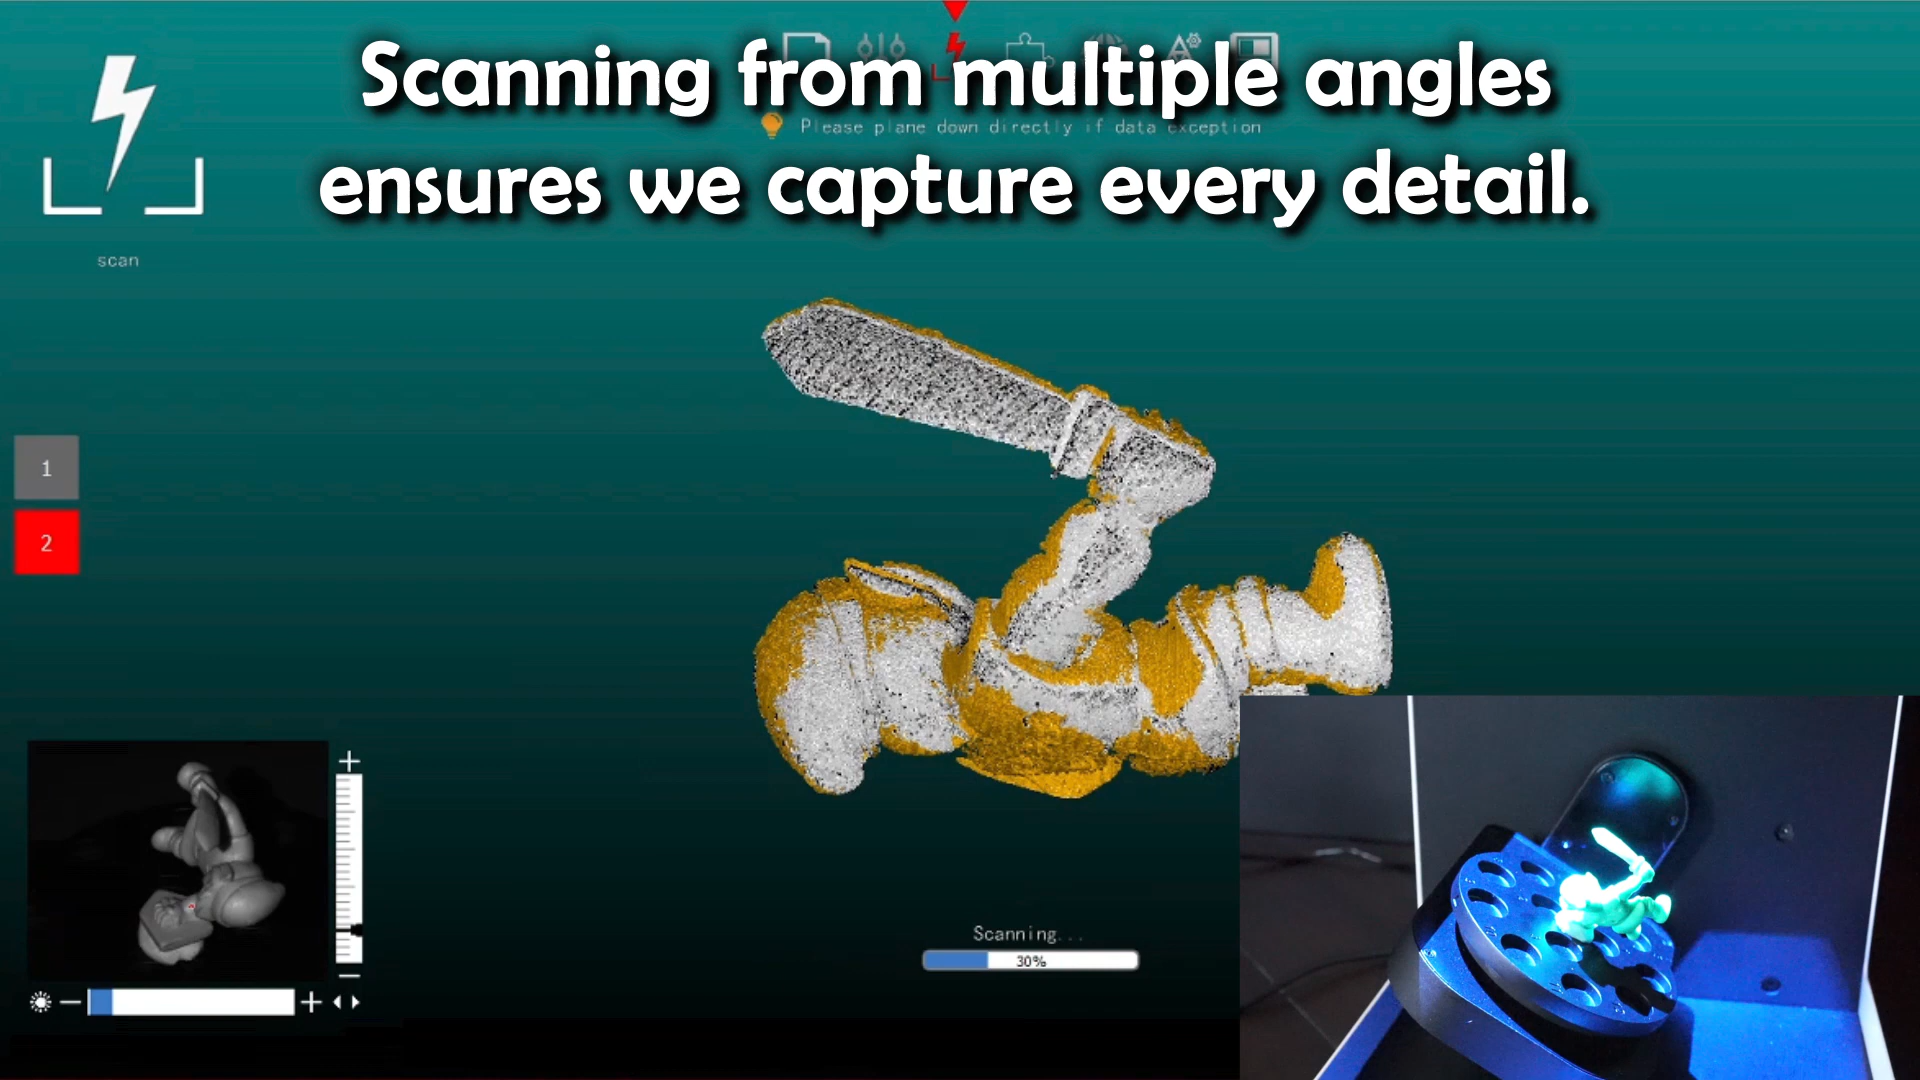 Scanning from multiple angles
Please plane down directly if data exception
ensures we capture every detail.
scan
1
2
Scanning...
30%